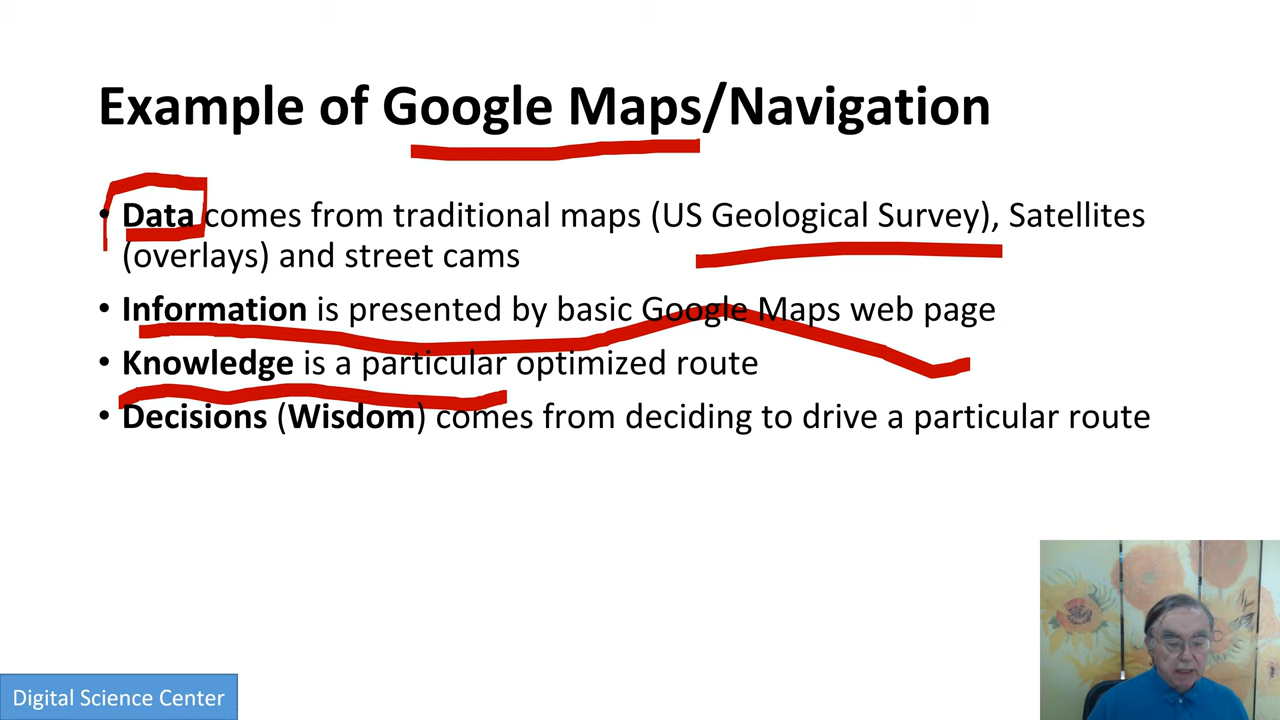 Example of Google Maps/Navigation
• Data comes from traditional maps (US Geological Survey), Satellites
(overlays) and street cams
• Information is presented by basic Google Maps web page
• Knowledge is a particular optimized route
• Decisions (Wisdom) comes from deciding to drive a particular route
Digital Science Center